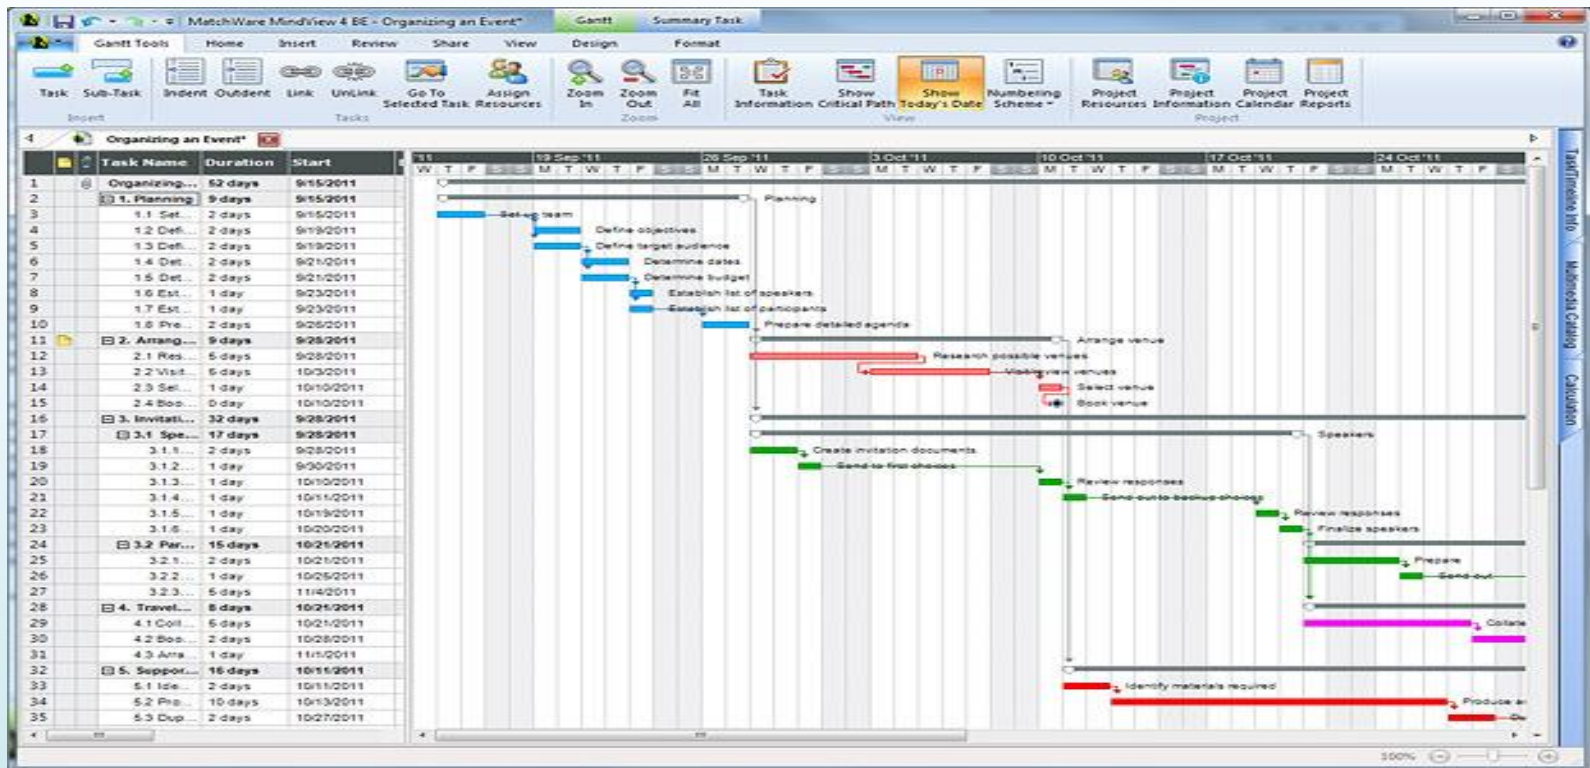 MatchWare MindView 4 BE - Organizing an Event*
Gantt
Summary Task
Gantt Tools Home Insert Review Share View Design Format
Task Sub-Task Indent Outdent Link UnLink Go To Selected Task Assign Resources Zoom In Zoom Out Fit All Task Information Show Critical Path Show Today's Date Numbering Scheme Project Resources Project Information Project Calendar Project Reports
Insert Tasks Zoom View Project
Organizing an Event*
Task Name Duration Start '11 19 Sep '11 26 Sep '11 3 Oct '11 10 Oct '11 17 Oct '11 24 Oct '11
W T F S S M T W T F S S M T W T F S S M T W T F S S M T W T F S S M T W T F S S M T W T F S
1 Organizing... 52 days 9/15/2011
2 1. Planning 9 days 9/15/2011 Planning
3 1.1 Set... 2 days 9/15/2011 Set up team
4 1.2 Defi... 2 days 9/19/2011 Define objectives
5 1.3 Defi... 2 days 9/19/2011 Define target audience
6 1.4 Det... 2 days 9/21/2011 Determine dates
7 1.5 Det... 2 days 9/21/2011 Determine budget
8 1.6 Est... 1 day 9/23/2011 Establish list of speakers
9 1.7 Est... 1 day 9/23/2011 Establish list of participants
10 1.8 Pre... 2 days 9/26/2011 Prepare detailed agenda
11 2. Arrang... 9 days 9/28/2011 Arrange venue
12 2.1 Res... 5 days 9/28/2011 Research possible venues
13 2.2 Visit... 5 days 10/3/2011 Visit/view venues
14 2.3 Sel... 1 day 10/10/2011 Select venue
15 2.4 Boo... 0 day 10/10/2011 Book venue
16 3. Invitati... 32 days 9/28/2011
17 3.1 Spe... 17 days 9/28/2011 Speakers
18 3.1.1... 2 days 9/28/2011 Create invitation documents
19 3.1.2... 1 day 9/30/2011 Send to first choices
20 3.1.3... 1 day 10/10/2011 Review responses
21 3.1.4... 1 day 10/11/2011 Send out to backup choices
22 3.1.5... 1 day 10/19/2011 Review responses
23 3.1.6... 1 day 10/20/2011 Finalize speakers
24 3.2 Par... 15 days 10/21/2011
25 3.2.1... 2 days 10/21/2011 Prepare
26 3.2.2... 1 day 10/25/2011 Send out
27 3.2.3... 5 days 11/4/2011
28 4. Travel... 8 days 10/21/2011
29 4.1 Coll... 5 days 10/21/2011 Collate
30 4.2 Boo... 2 days 10/28/2011
31 4.3 Arra... 1 day 11/1/2011
32 5. Suppor... 16 days 10/11/2011
33 5.1 Ide... 2 days 10/11/2011 Identify materials required
34 5.2 Pro... 10 days 10/13/2011 Produce
35 5.3 Dup... 2 days 10/27/2011
Task/Timeline Info
Multimedia Catalog
Calculation
100%